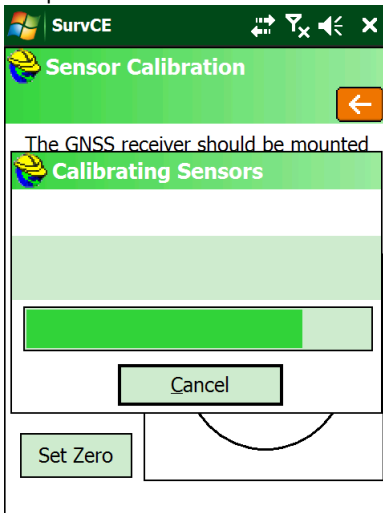 SurvCE
Sensor Calibration
The GNSS receiver should be mounted
Calibrating Sensors
Cancel
Set Zero